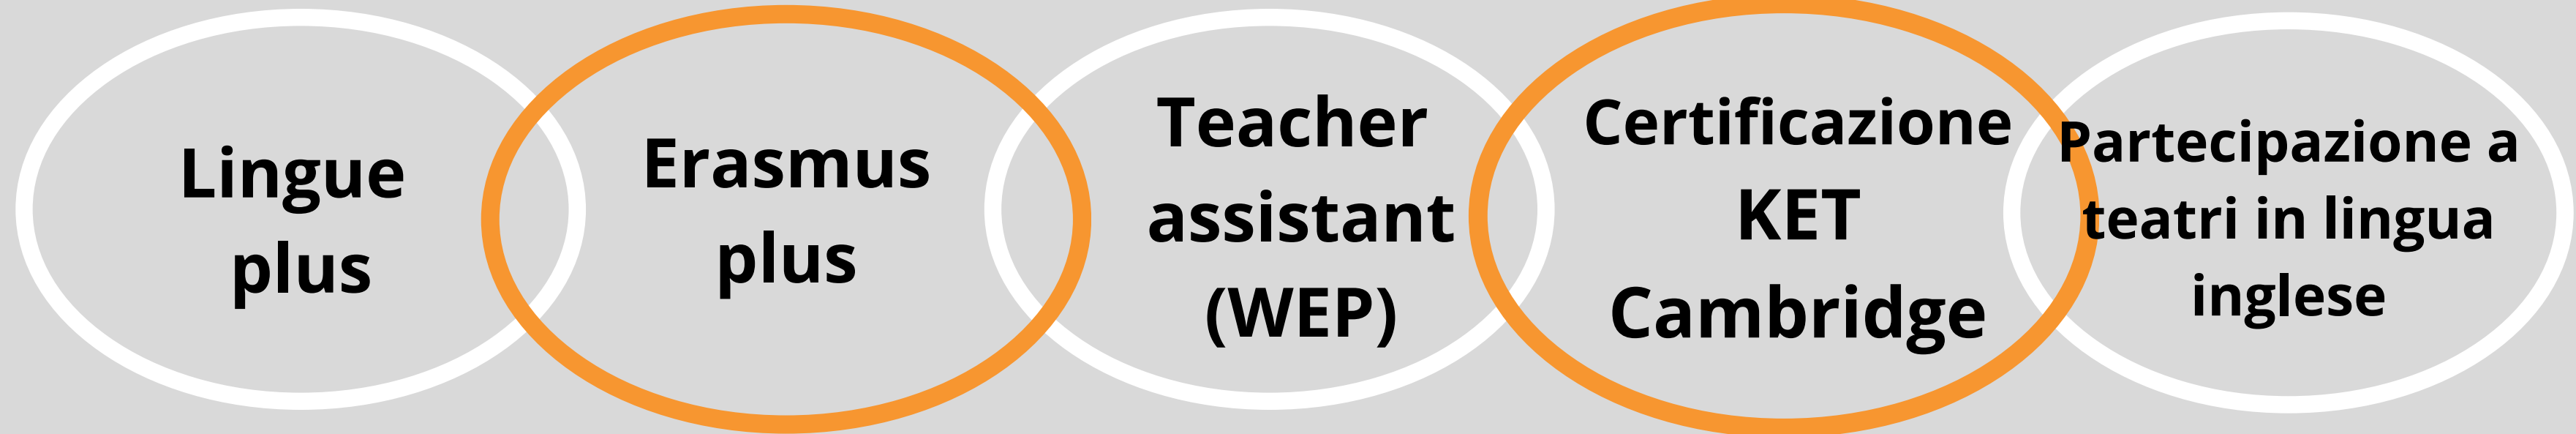 Lingue
plus
Erasmus
plus
Teacher
assistant
(WEP)
Certificazione
KET
Cambridge
Partecipazione a
teatri in lingua
inglese